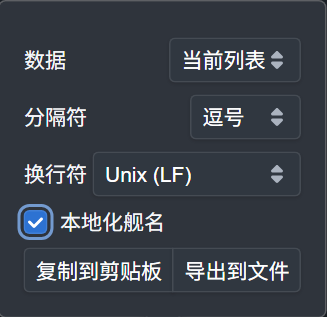 数据 当前列表
分隔符 逗号
换行符 Unix (LF)
本地化舰名
复制到剪贴板 导出到文件